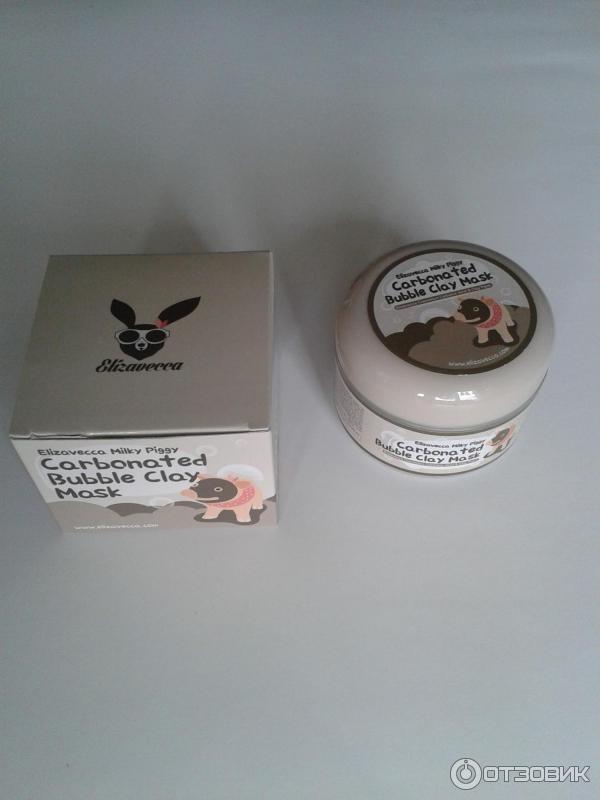 Elizavecca
Elizavecca Milky Piggy
Carbonated
Bubble Clay
Mask
www.elizavecca.com
Elizavecca Milky Piggy
Carbonated
Bubble Clay Mask
www.elizavecca.com
Elizavecca Milky Piggy
Carbonated
Bubble Clay Mask
ОТЗОВИК